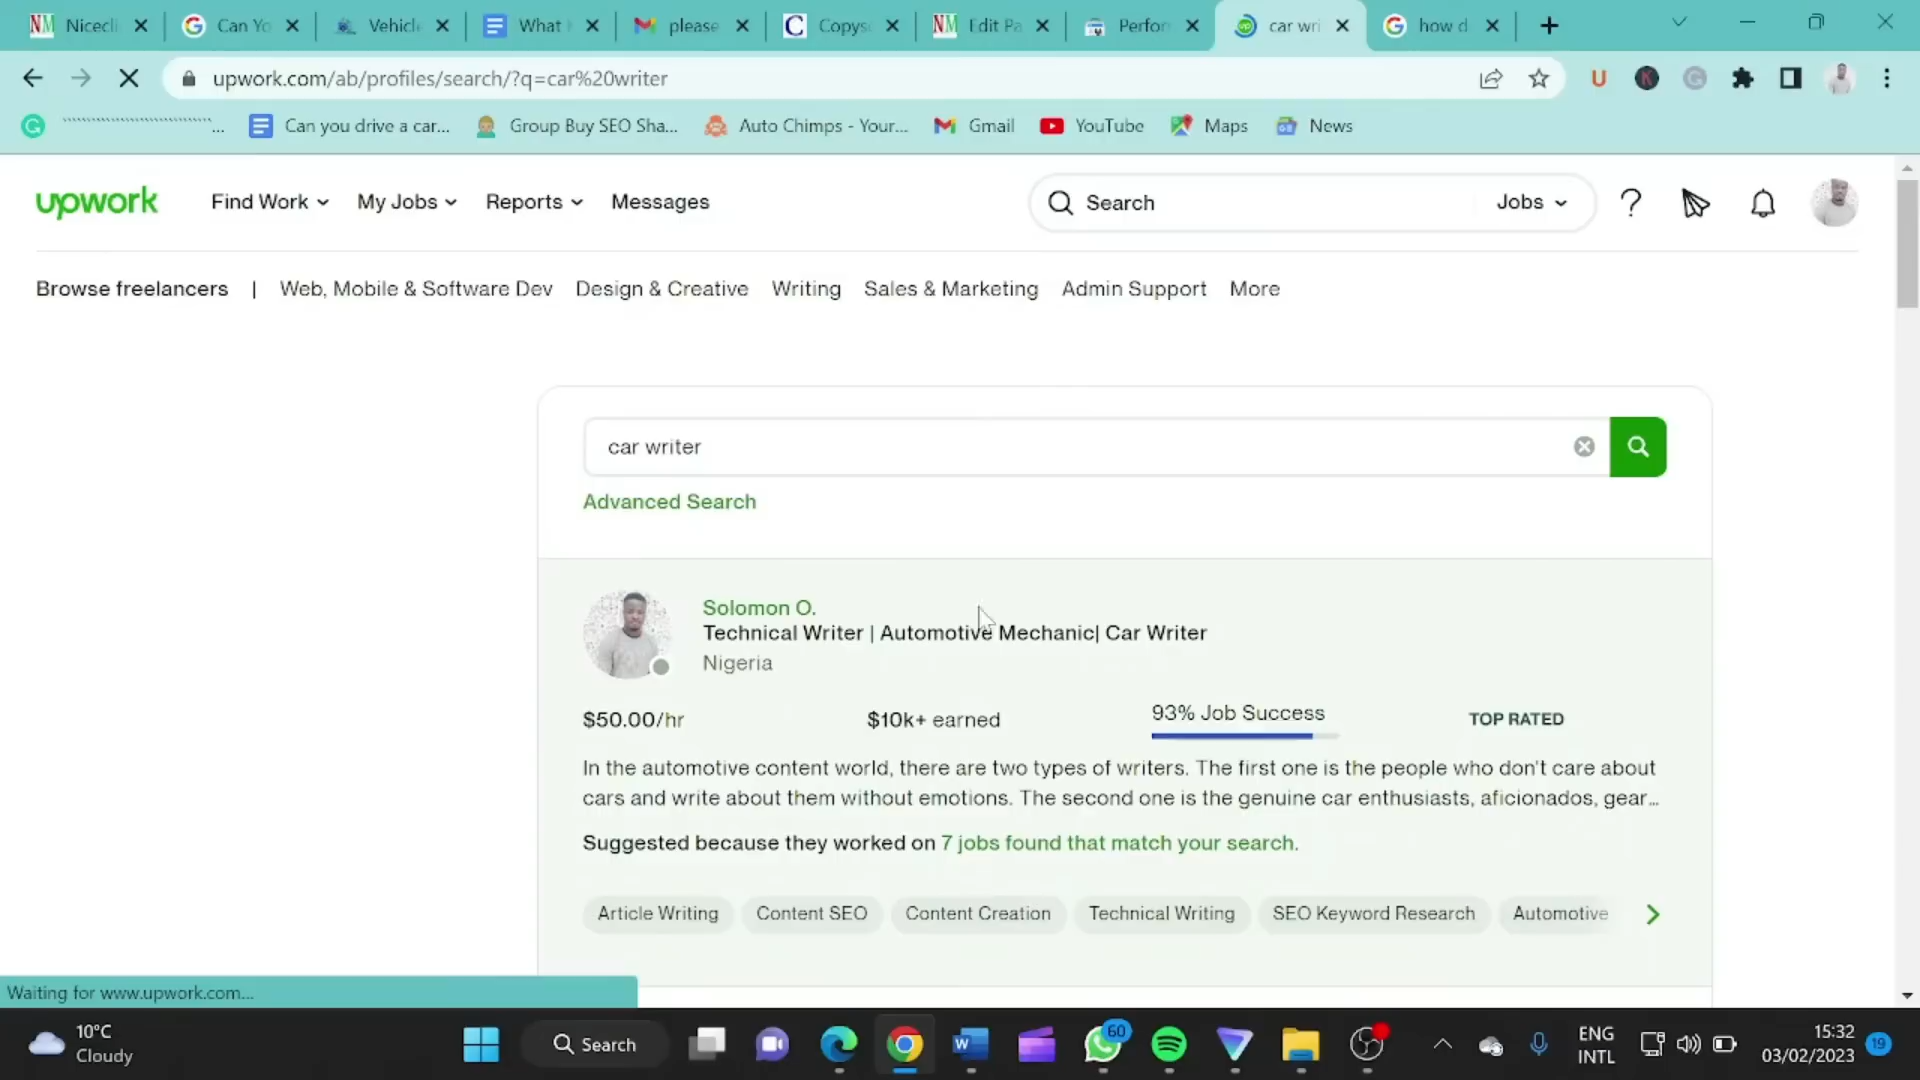 Nicecli
Can Yo
Vehicle
What I
please
Copysc
Edit Pa
Perfor
car wri
how d
upwork.com/ab/profiles/search/?q=car%20writer
Can you drive a car...
Group Buy SEO Sha...
Auto Chimps - Your...
Gmail
YouTube
Maps
News
upwork
Find Work
My Jobs
Reports
Messages
Search
Jobs
Browse freelancers | Web, Mobile & Software Dev Design & Creative Writing Sales & Marketing Admin Support More
car writer
Advanced Search
Solomon O.
Technical Writer | Automotive Mechanic| Car Writer
Nigeria
$50.00/hr
$10k+ earned
93% Job Success
TOP RATED
In the automotive content world, there are two types of writers. The first one is the people who don't care about
cars and write about them without emotions. The second one is the genuine car enthusiasts, aficionados, gear...
Suggested because they worked on 7 jobs found that match your search.
Article Writing
Content SEO
Content Creation
Technical Writing
SEO Keyword Research
Automotive
Waiting for www.upwork.com...
10°C
Cloudy
Search
60
ENG
INTL
15:32
03/02/2023
19